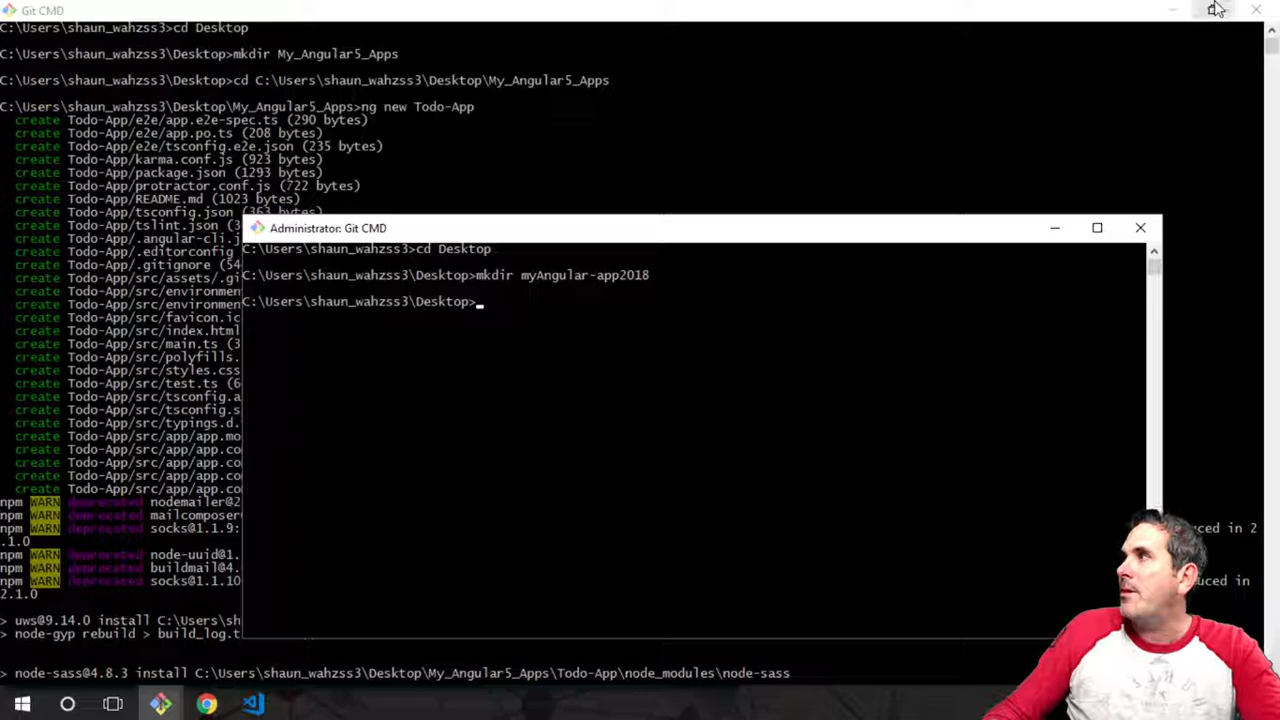 Git CMD
C:\Users\shaun_wahzss3>cd Desktop
C:\Users\shaun_wahzss3\Desktop>mkdir My_Angular5_Apps
C:\Users\shaun_wahzss3\Desktop>cd C:\Users\shaun_wahzss3\Desktop\My_Angular5_Apps
C:\Users\shaun_wahzss3\Desktop\My_Angular5_Apps>ng new Todo-App
create Todo-App/e2e/app.e2e-spec.ts (290 bytes)
create Todo-App/e2e/app.po.ts (208 bytes)
create Todo-App/e2e/tsconfig.e2e.json (235 bytes)
create Todo-App/karma.conf.js (923 bytes)
create Todo-App/package.json (1293 bytes)
create Todo-App/protractor.conf.js (722 bytes)
create Todo-App/README.md (1023 bytes)
create Todo-App/tsconfig.json (363 bytes)
create Todo-App/tslint.json (3
create Todo-App/.angular-cli.j
create Todo-App/.editorconfig
create Todo-App/.gitignore (54
create Todo-App/src/assets/.gi
create Todo-App/src/environmen
create Todo-App/src/environmen
create Todo-App/src/favicon.ic
create Todo-App/src/index.html
create Todo-App/src/main.ts (3
create Todo-App/src/polyfills.
create Todo-App/src/styles.css
create Todo-App/src/test.ts (6
create Todo-App/src/tsconfig.a
create Todo-App/src/tsconfig.s
create Todo-App/src/typings.d.
create Todo-App/src/app/app.mo
create Todo-App/src/app/app.co
create Todo-App/src/app/app.co
create Todo-App/src/app/app.co
create Todo-App/src/app/app.co
npm WARN deprecated nodemailer@2
npm WARN deprecated mailcomposer
npm WARN deprecated socks@1.1.9: uced in 2
.1.0
npm WARN deprecated node-uuid@1.
npm WARN deprecated buildmail@4.
npm WARN deprecated socks@1.1.10 uced in
2.1.0
> uws@9.14.0 install C:\Users\sh
> node-gyp rebuild > build_log.t
> node-sass@4.8.3 install C:\Users\shaun_wahzss3\Desktop\My_Angular5_Apps\Todo-App\node_modules\node-sass
Administrator: Git CMD
C:\Users\shaun_wahzss3>cd Desktop
C:\Users\shaun_wahzss3\Desktop>mkdir myAngular-app2018
C:\Users\shaun_wahzss3\Desktop>